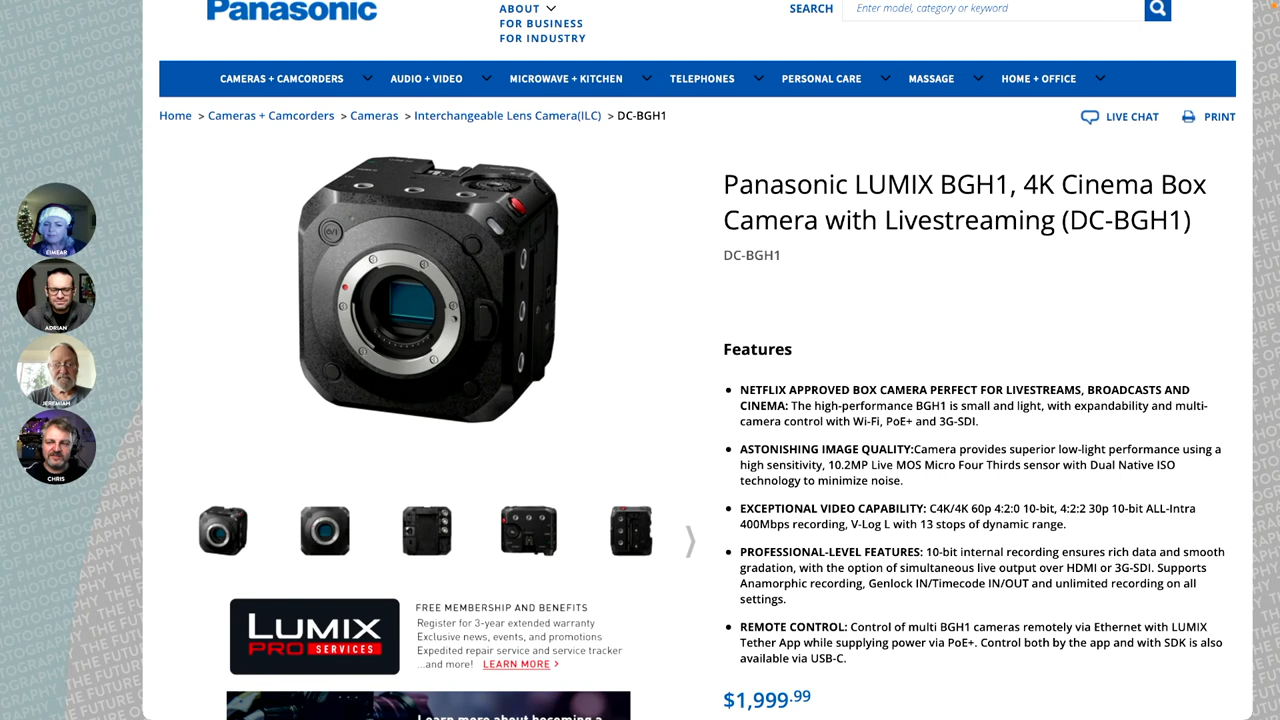 Panasonic
ABOUT
FOR BUSINESS
FOR INDUSTRY
SEARCH
Enter model, category or keyword
CAMERAS + CAMCORDERS
AUDIO + VIDEO
MICROWAVE + KITCHEN
TELEPHONES
PERSONAL CARE
MASSAGE
HOME + OFFICE
Home > Cameras + Camcorders > Cameras > Interchangeable Lens Camera(ILC) > DC-BGH1
LIVE CHAT
PRINT
Panasonic LUMIX BGH1, 4K Cinema Box
Camera with Livestreaming (DC-BGH1)
DC-BGH1
EIMEAR
ADRIAN
JEREMIAH
CHRIS
Features
• NETFLIX APPROVED BOX CAMERA PERFECT FOR LIVESTREAMS, BROADCASTS AND
CINEMA: The high-performance BGH1 is small and light, with expandability and multi-
camera control with Wi-Fi, PoE+ and 3G-SDI.
• ASTONISHING IMAGE QUALITY:Camera provides superior low-light performance using a
high sensitivity, 10.2MP Live MOS Micro Four Thirds sensor with Dual Native ISO
technology to minimize noise.
• EXCEPTIONAL VIDEO CAPABILITY: C4K/4K 60p 4:2:0 10-bit, 4:2:2 30p 10-bit ALL-Intra
400Mbps recording, V-Log L with 13 stops of dynamic range.
• PROFESSIONAL-LEVEL FEATURES: 10-bit internal recording ensures rich data and smooth
gradation, with the option of simultaneous live output over HDMI or 3G-SDI. Supports
Anamorphic recording, Genlock IN/Timecode IN/OUT and unlimited recording on all
settings.
• REMOTE CONTROL: Control of multi BGH1 cameras remotely via Ethernet with LUMIX
Tether App while supplying power via PoE+. Control both by the app and with SDK is also
available via USB-C.
$1,999.99
LUMIX
PRO SERVICES
FREE MEMBERSHIP AND BENEFITS
Register for 3-year extended warranty
Exclusive news, events, and promotions
Expedited repair service and service tracker
...and more! LEARN MORE >
Learn more about becoming a